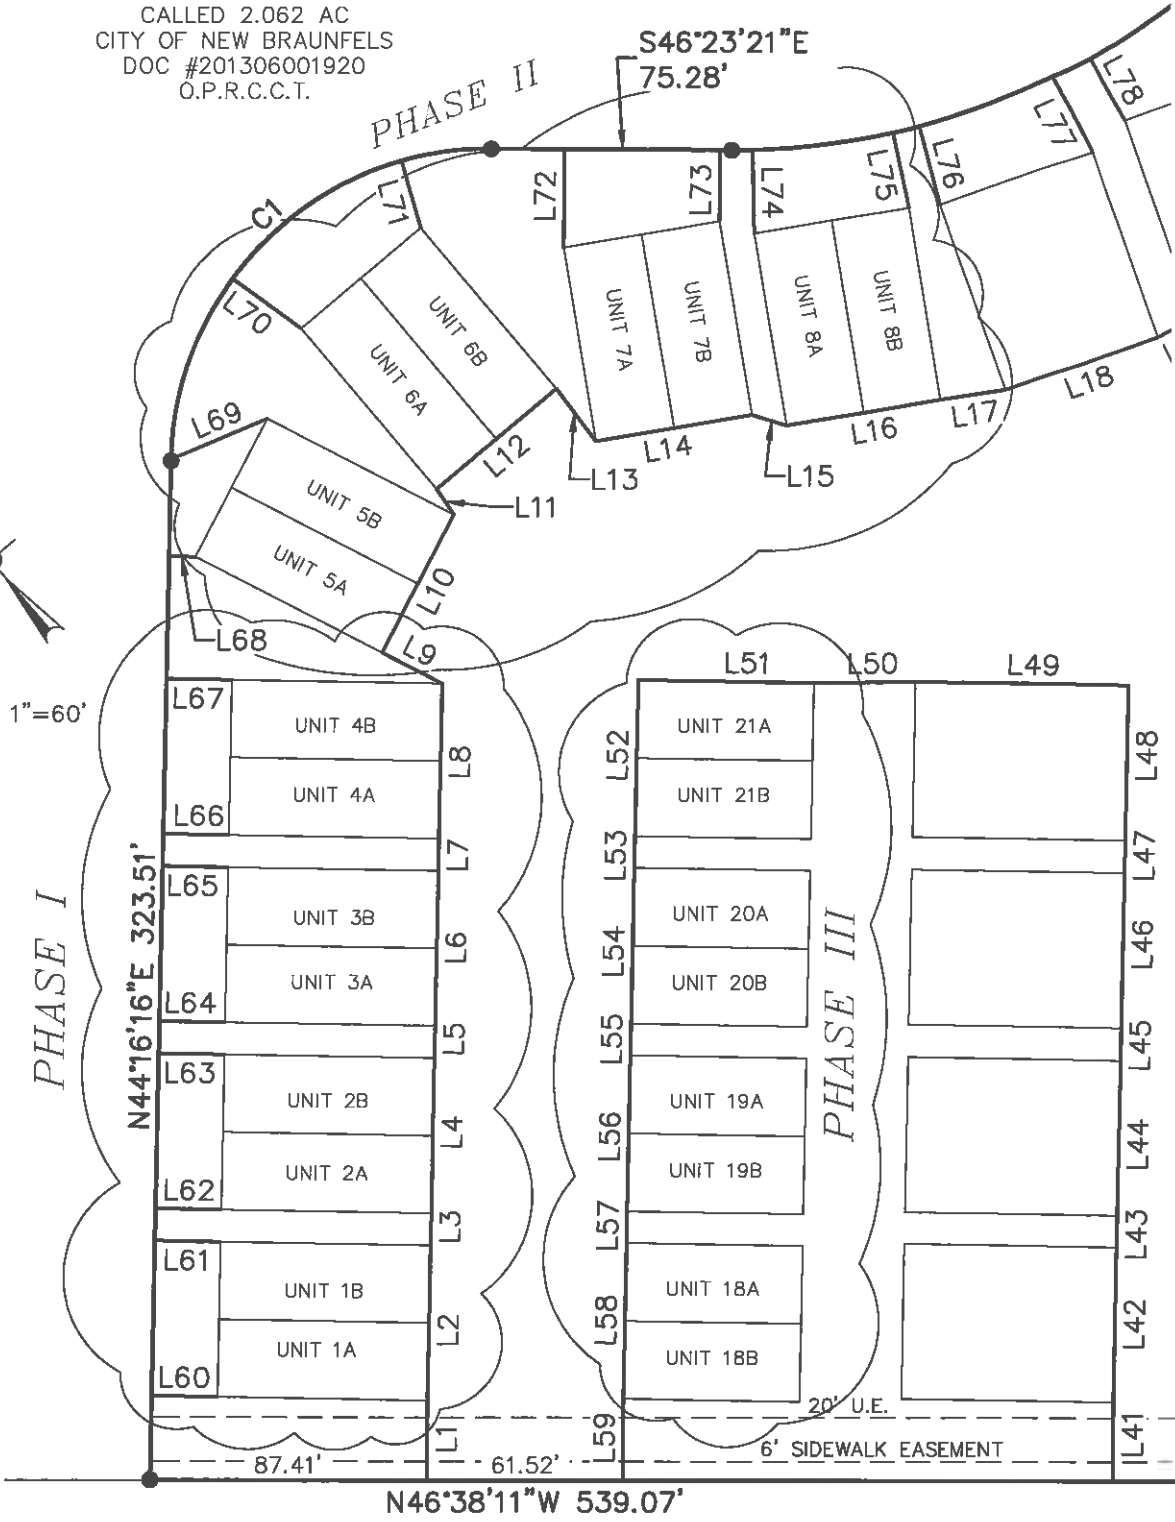 CALLED 2.062 AC
CITY OF NEW BRAUNFELS
DOC #201306001920
O.P.R.C.C.T.
S46°23'21"E
75.28'
PHASE II
L78
L77
L76
L75
L74
L73
L72
L71
C1
L70
UNIT 6B
UNIT 6A
UNIT 7A
UNIT 7B
UNIT 8A
UNIT 8B
L69
L12
L13
L14
L15
L16
L17
L18
L11
UNIT 5B
UNIT 5A
L10
L68
L9
1"=60'
L67
UNIT 4B
L8
UNIT 4A
L66
L7
L65
UNIT 3B
L6
UNIT 3A
L64
L5
L63
UNIT 2B
L4
UNIT 2A
L62
L3
L61
UNIT 1B
L2
UNIT 1A
L60
L1
PHASE I
N44°16'16"E 323.51'
L51
L50
L49
L52
UNIT 21A
UNIT 21B
L48
L53
L47
UNIT 20A
L54
UNIT 20B
L46
L55
L45
UNIT 19A
L56
UNIT 19B
L44
L57
L43
UNIT 18A
L58
UNIT 18B
L42
PHASE III
L59
L41
20' U.E.
6' SIDEWALK EASEMENT
87.41'
61.52'
N46°38'11"W 539.07'